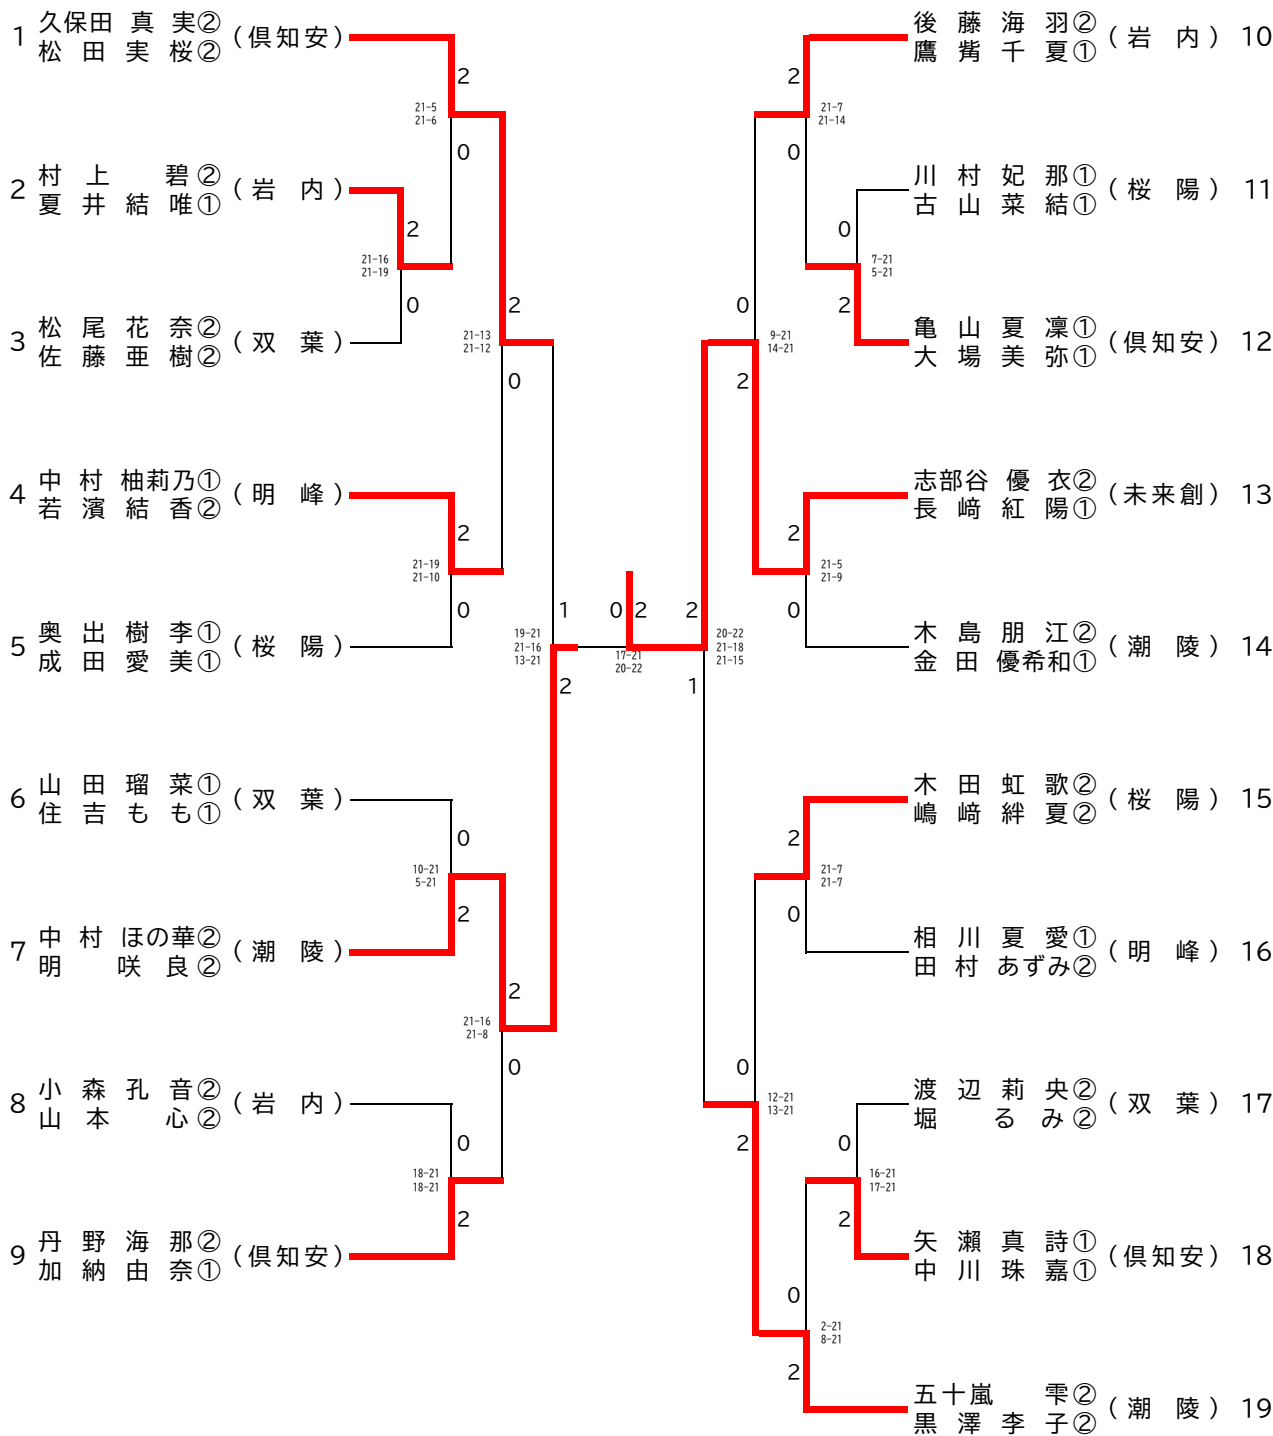 1 久保田 真 実② (倶知安)
松 田 実 桜②
2
21-5
21-6
0
2 村 上 碧② (岩 内)
夏 井 結 唯①
2
21-16
21-19
0
3 松 尾 花 奈② (双 葉)
佐 藤 亜 樹②
2
21-13
21-12
0
4 中 村 柚莉乃① (明 峰)
若 濱 結 香②
2
21-19
21-10
0
5 奥 出 樹 李① (桜 陽)
成 田 愛 美①
1
19-21
21-16
13-21
2
6 山 田 瑠 菜① (双 葉)
住 吉 も も①
0
10-21
5-21
2
7 中 村 ほの華② (潮 陵)
明 咲 良②
2
21-16
21-8
0
8 小 森 孔 音② (岩 内)
山 本 心②
0
18-21
18-21
2
9 丹 野 海 那② (倶知安)
加 納 由 奈①
0 2
17-21
20-22
後 藤 海 羽② (岩 内) 10
鷹 觜 千 夏①
2
21-7
21-14
0
川 村 妃 那① (桜 陽) 11
古 山 菜 結①
0
7-21
5-21
2
亀 山 夏 凜① (倶知安) 12
大 場 美 弥①
0
9-21
14-21
2
志部谷 優 衣② (未来創) 13
長 﨑 紅 陽①
2
21-5
21-9
0
木 島 朋 江② (潮 陵) 14
金 田 優希和①
2
20-22
21-18
21-15
1
木 田 虹 歌② (桜 陽) 15
嶋 﨑 絆 夏②
2
21-7
21-7
0
相 川 夏 愛① (明 峰) 16
田 村 あずみ②
0
12-21
13-21
2
渡 辺 莉 央② (双 葉) 17
堀 る み②
0
16-21
17-21
2
矢 瀬 真 詩① (倶知安) 18
中 川 珠 嘉①
0
2-21
8-21
2
五十嵐 雫② (潮 陵) 19
黒 澤 李 子②